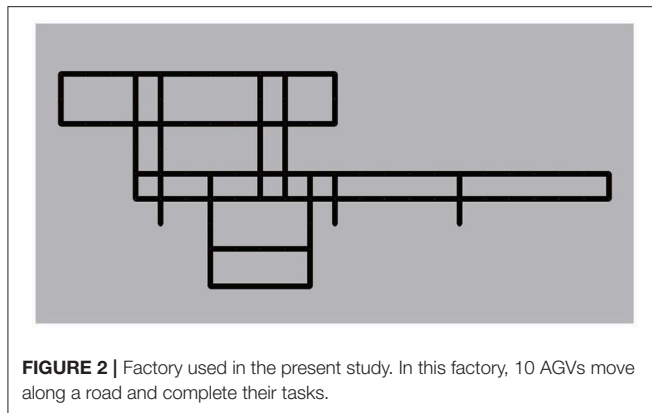 FIGURE 2 | Factory used in the present study. In this factory, 10 AGVs move
along a road and complete their tasks.